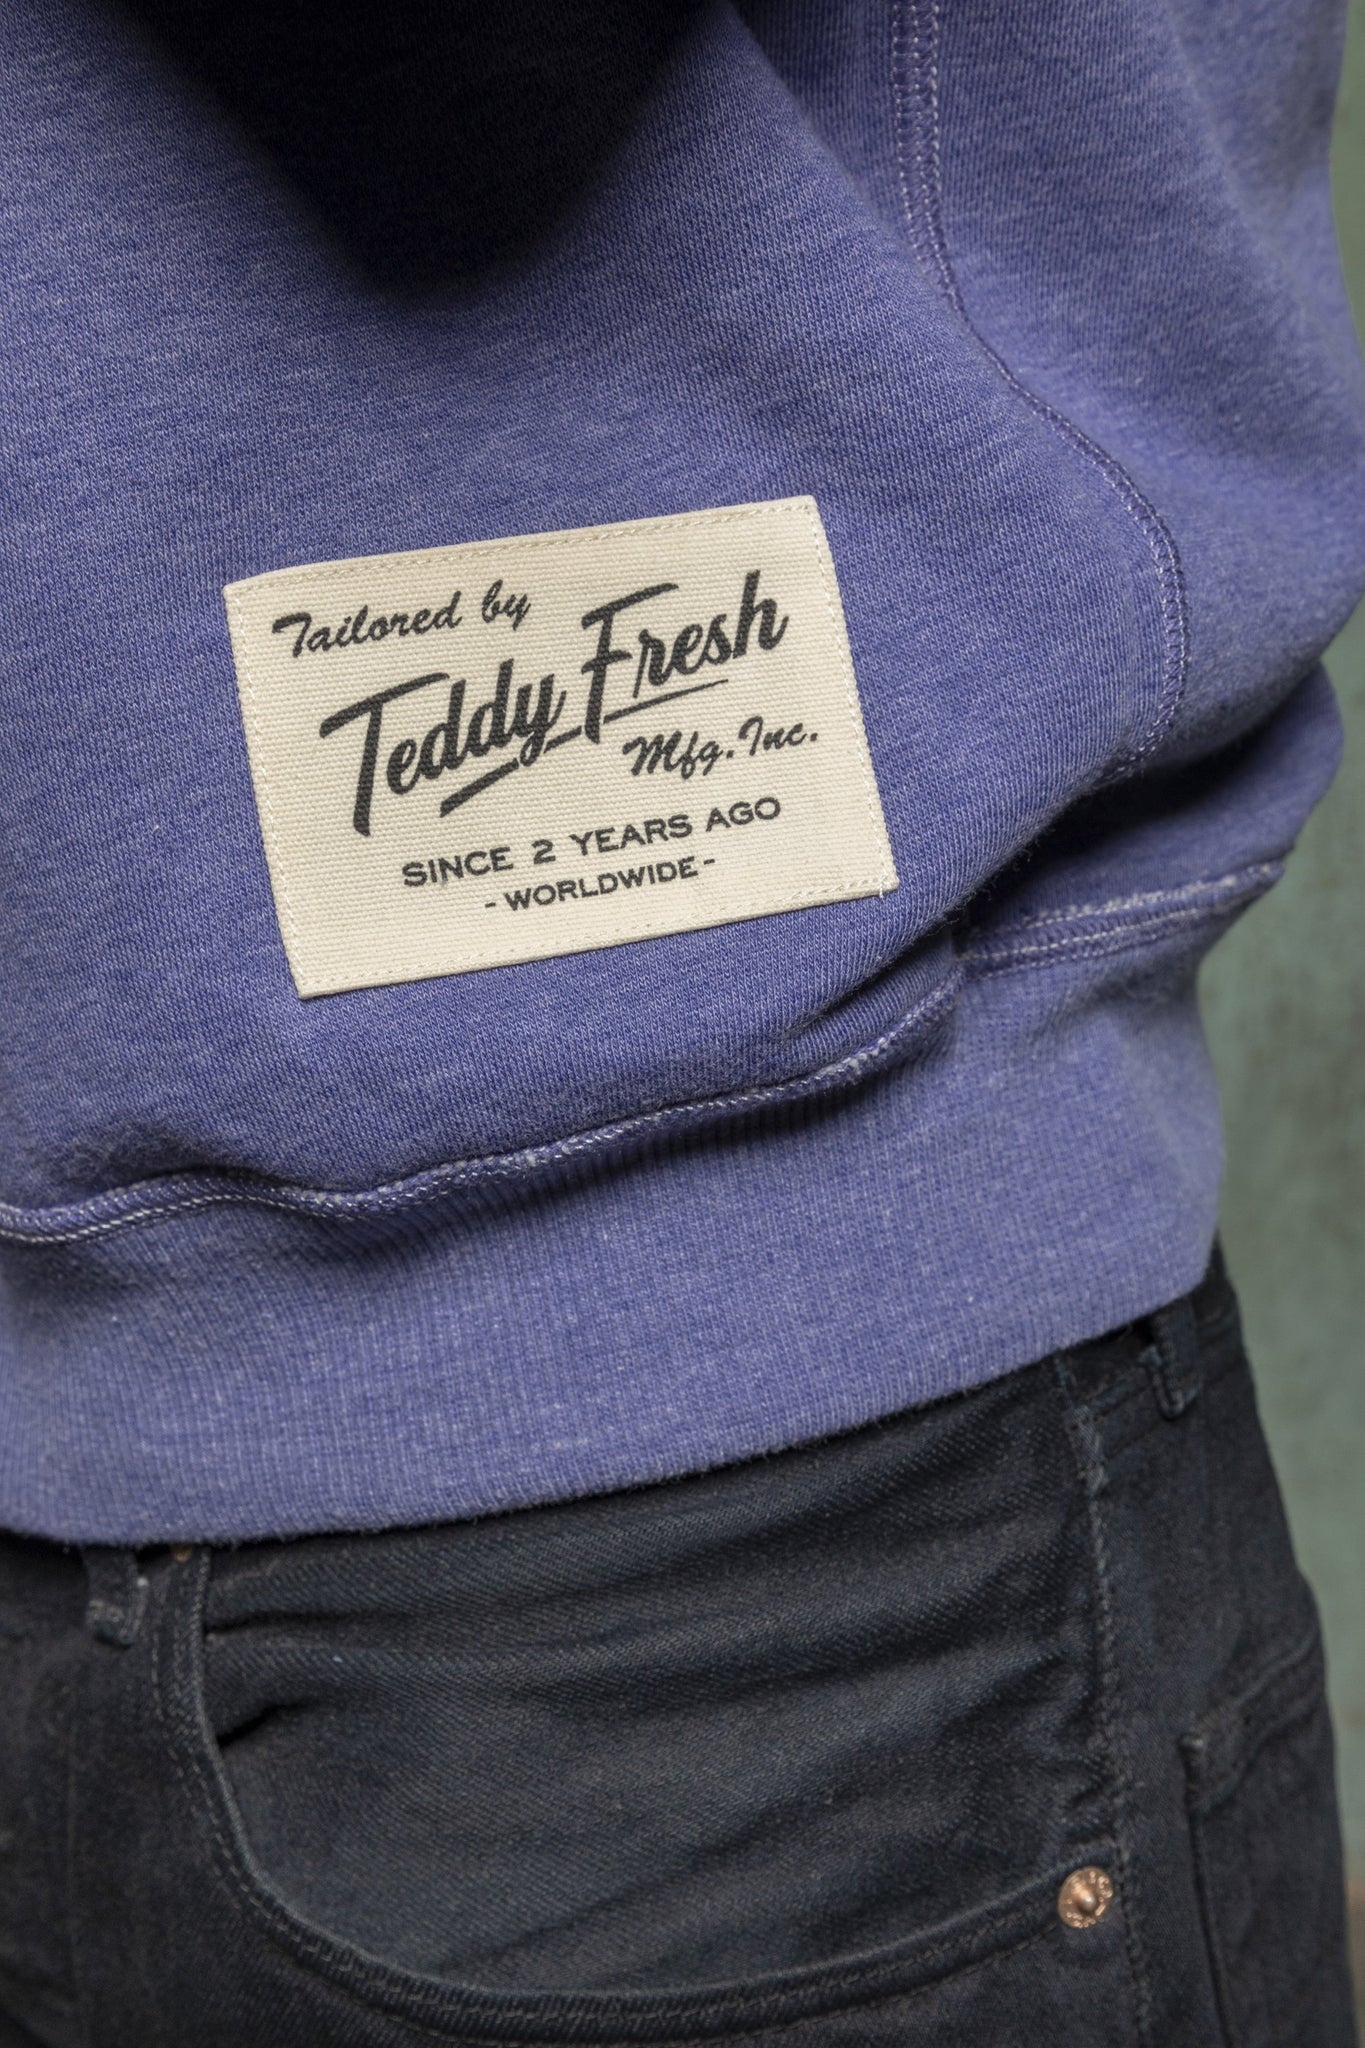 Tailored by
Teddy Fresh
Mfg. Inc.
SINCE 2 YEARS AGO
- WORLDWIDE -